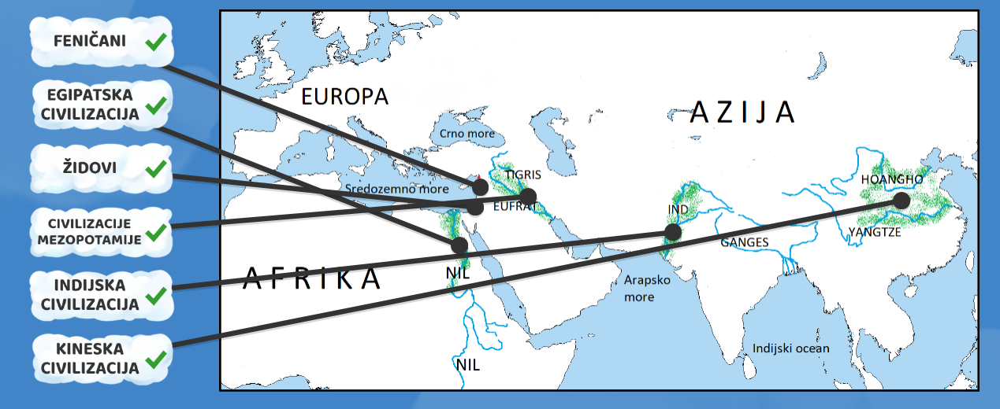 FENIČANI
EGIPATSKA
CIVILIZACIJA
ŽIDOVI
CIVILIZACIJE
MEZOPOTAMIJE
INDIJSKA
CIVILIZACIJA
KINESKA
CIVILIZACIJA
EUROPA
AZIJA
Crno more
TIGRIS
HOANGHO
Sredozemno more
EUFRAT
IND
YANGTZE
GANGES
AFRIKA
NIL
Arapsko
more
Indijski ocean
NIL